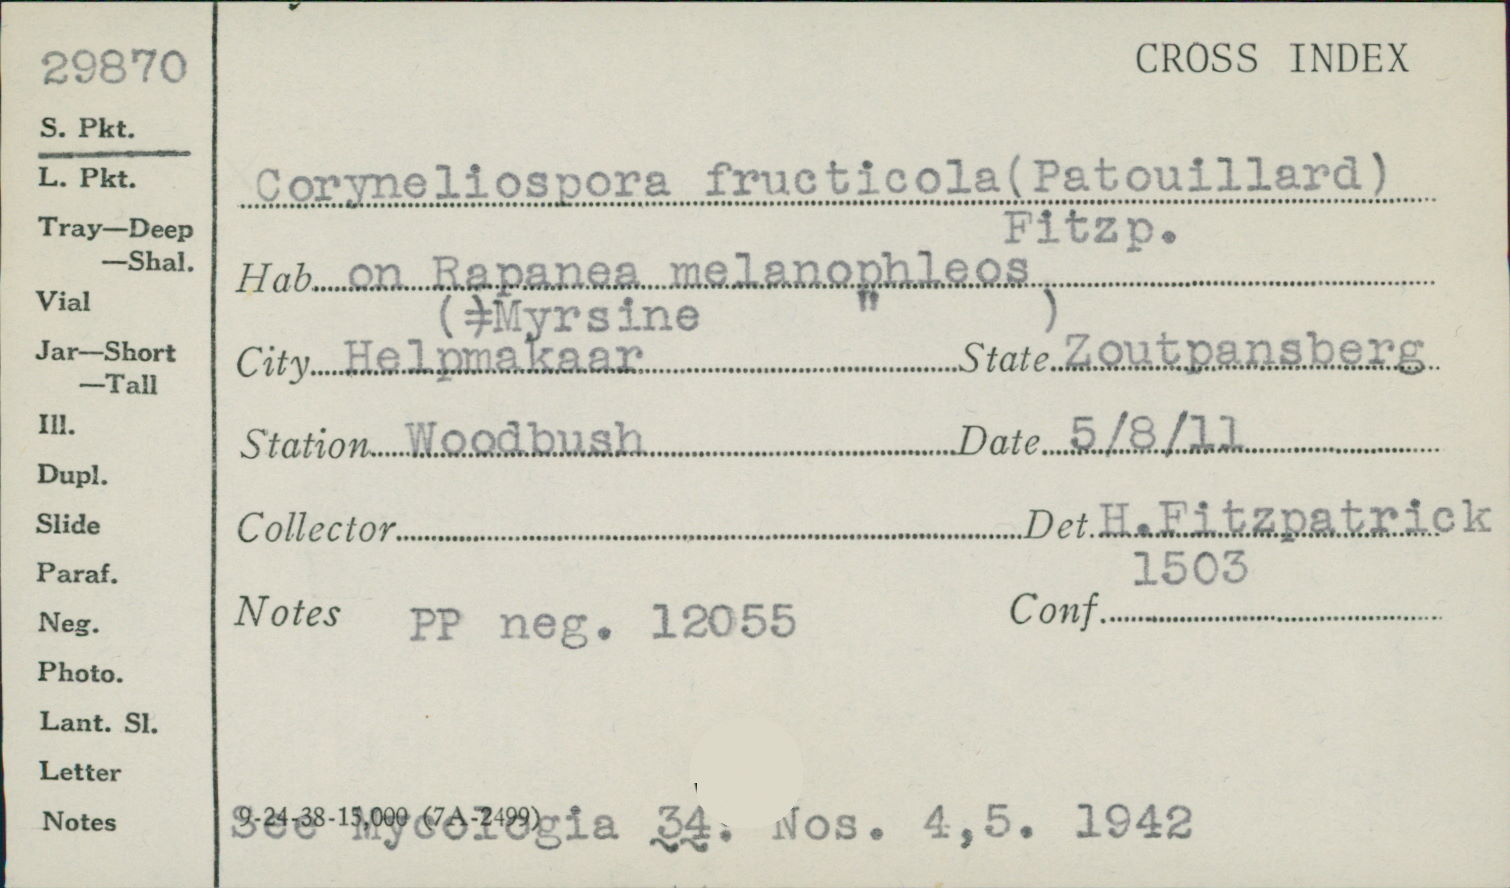 29870
CROSS INDEX
S. Pkt.
L. Pkt.
Tray—Deep
—Shal.
Vial
Jar—Short
—Tall
Ill.
Dupl.
Slide
Paraf.
Neg.
Photo.
Lant. Sl.
Letter
Notes
Coryneliospora fructicola(Patouillard)
Fitzp.
Hab. on Rapanea melanophleos
(=Myrsine " )
City Helpmakaar State Zoutpansberg
Station Woodbush Date 5/8/11
Collector Det. H.Fitzpatrick
1503
Notes PP neg. 12055 Conf.
9-24-38-15,000 (7A-2499)
See Mycologia 34. Nos. 4,5. 1942